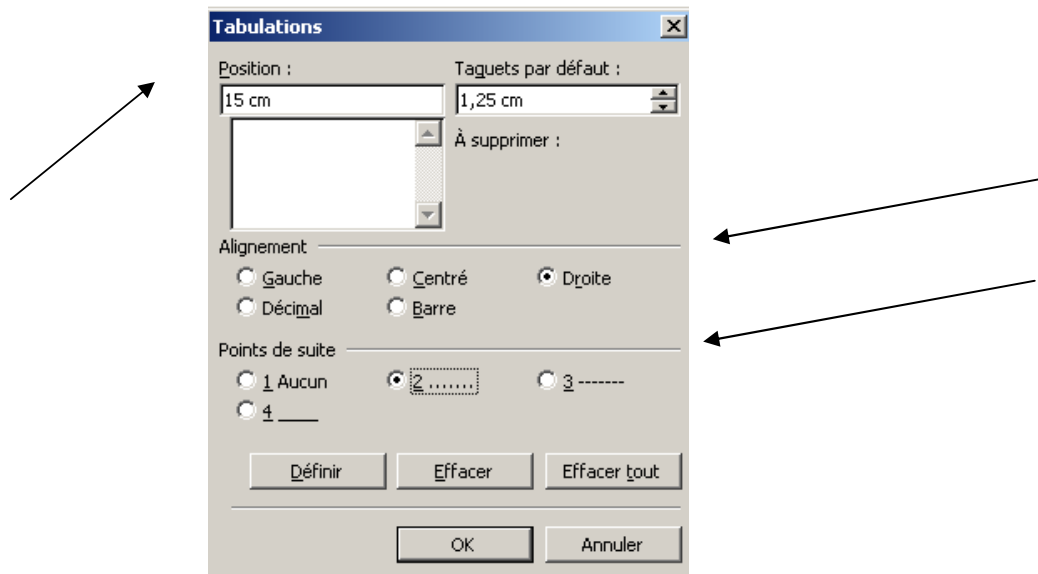 Tabulations
Position : Taquets par défaut :
15 cm 1,25 cm
À supprimer :
Alignement
Gauche Centré Droite
Décimal Barre
Points de suite
1 Aucun 2 ....... 3 -------
4 ____
Définir Effacer Effacer tout
OK Annuler